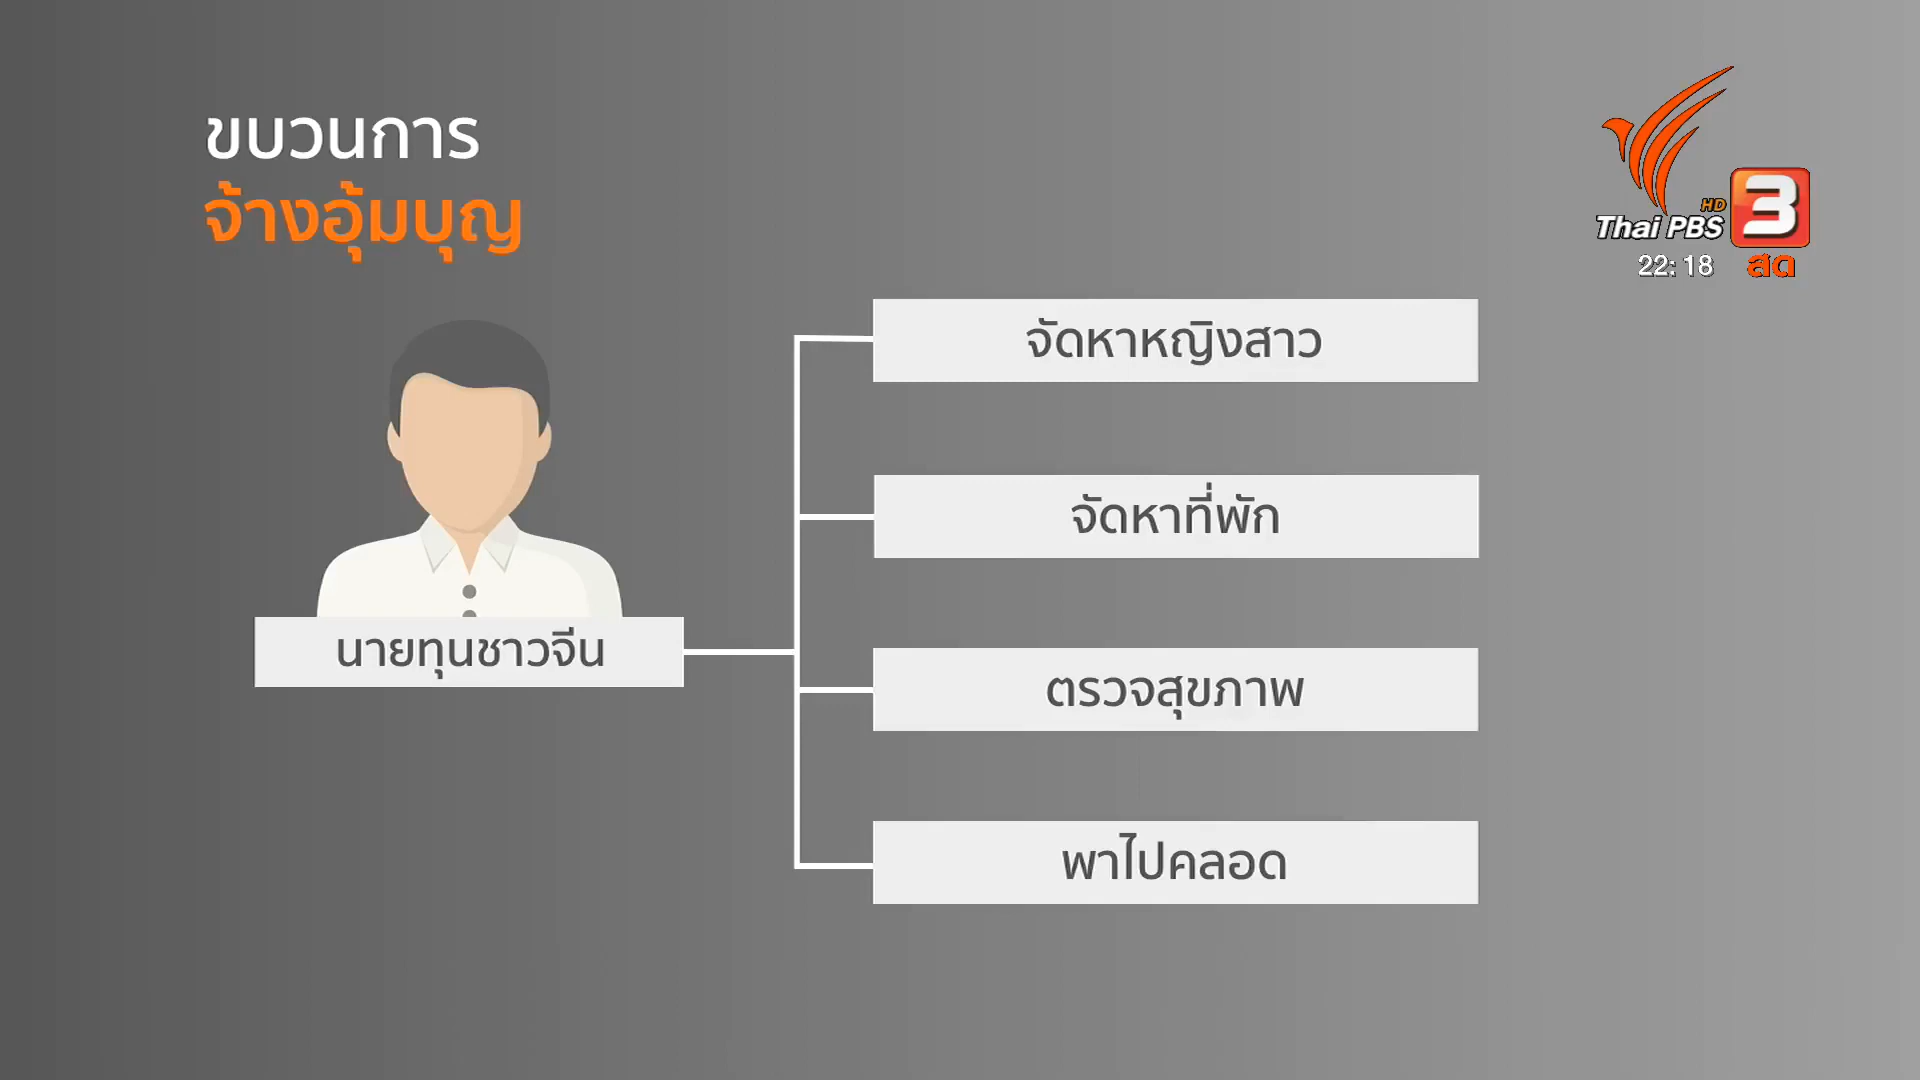 ขบวนการ
จ้างอุ้มบุญ
HD
Thai PBS 3
22:18 สด
จัดหาหญิงสาว
จัดหาที่พัก
นายทุนชาวจีน
ตรวจสุขภาพ
พาไปคลอด